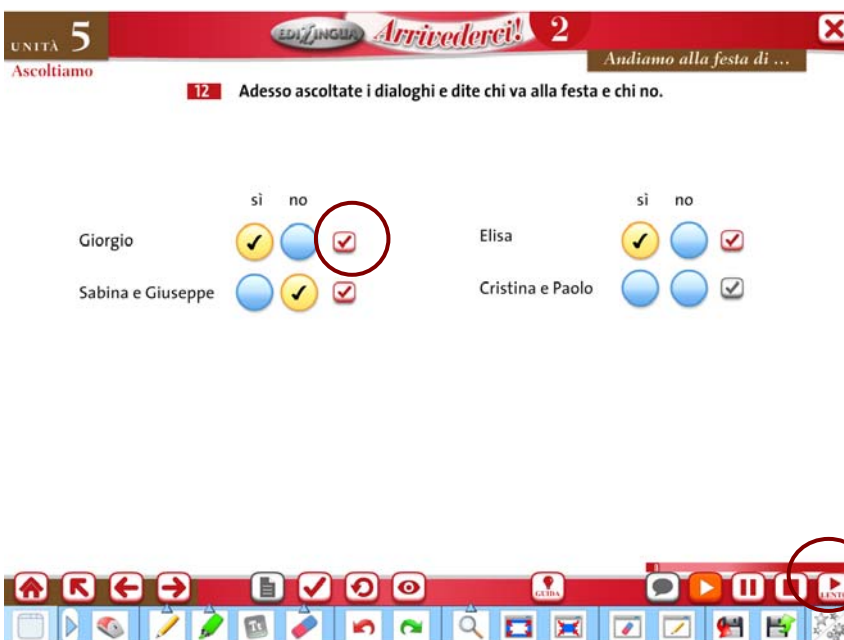 UNITÀ 5
EDILINGUA Arrivederci! 2
Ascoltiamo
Andiamo alla festa di ...
12 Adesso ascoltate i dialoghi e dite chi va alla festa e chi no.
sì no
Giorgio
Sabina e Giuseppe
sì no
Elisa
Cristina e Paolo
GUIDA
LENTO
Tt